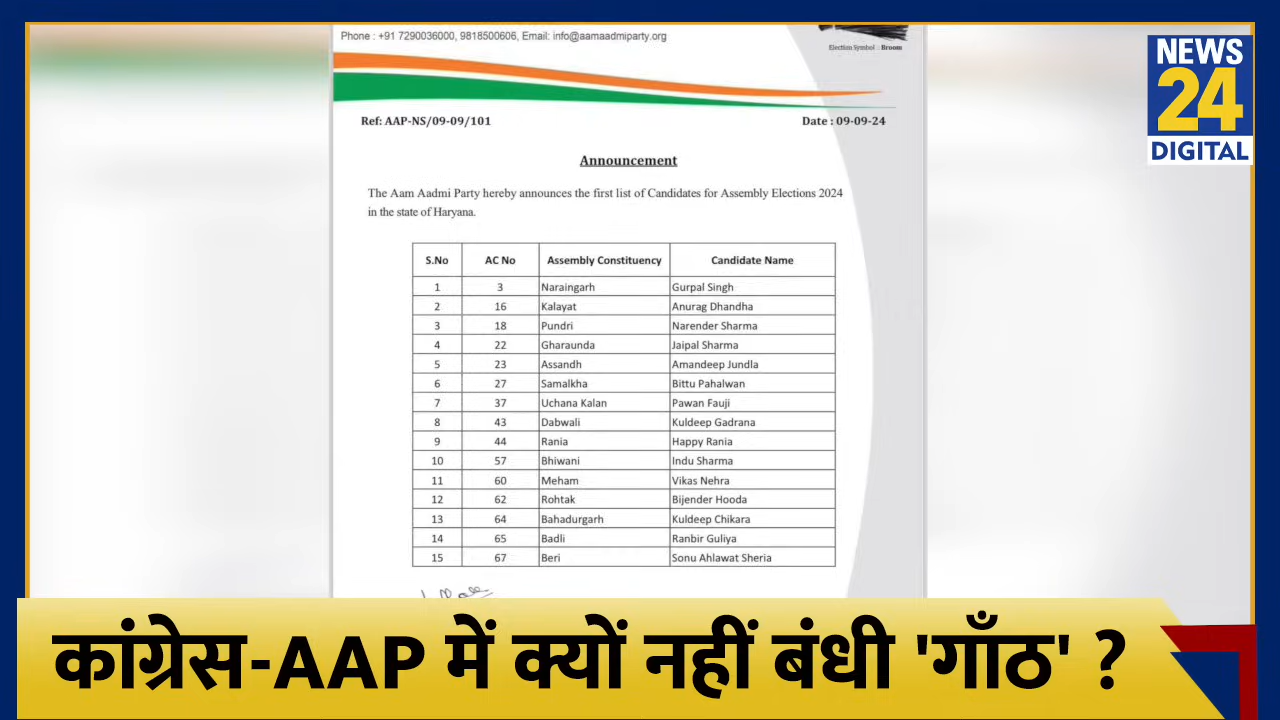 Phone : +91 7290036000, 9818500606, Email: info@aamaadmiparty.org
Election Symbol : Broom
NEWS
24
DIGITAL
Ref: AAP-NS/09-09/101 Date : 09-09-24
Announcement
The Aam Aadmi Party hereby announces the first list of Candidates for Assembly Elections 2024
in the state of Haryana.
S.No AC No Assembly Constituency Candidate Name
1 3 Naraingarh Gurpal Singh
2 16 Kalayat Anurag Dhandha
3 18 Pundri Narender Sharma
4 22 Gharaunda Jaipal Sharma
5 23 Assandh Amandeep Jundla
6 27 Samalkha Bittu Pahalwan
7 37 Uchana Kalan Pawan Fauji
8 43 Dabwali Kuldeep Gadrana
9 44 Rania Happy Rania
10 57 Bhiwani Indu Sharma
11 60 Meham Vikas Nehra
12 62 Rohtak Bijender Hooda
13 64 Bahadurgarh Kuldeep Chikara
14 65 Badli Ranbir Guliya
15 67 Beri Sonu Ahlawat Sheria
कांग्रेस-AAP में क्यों नहीं बंधी 'गाँठ' ?